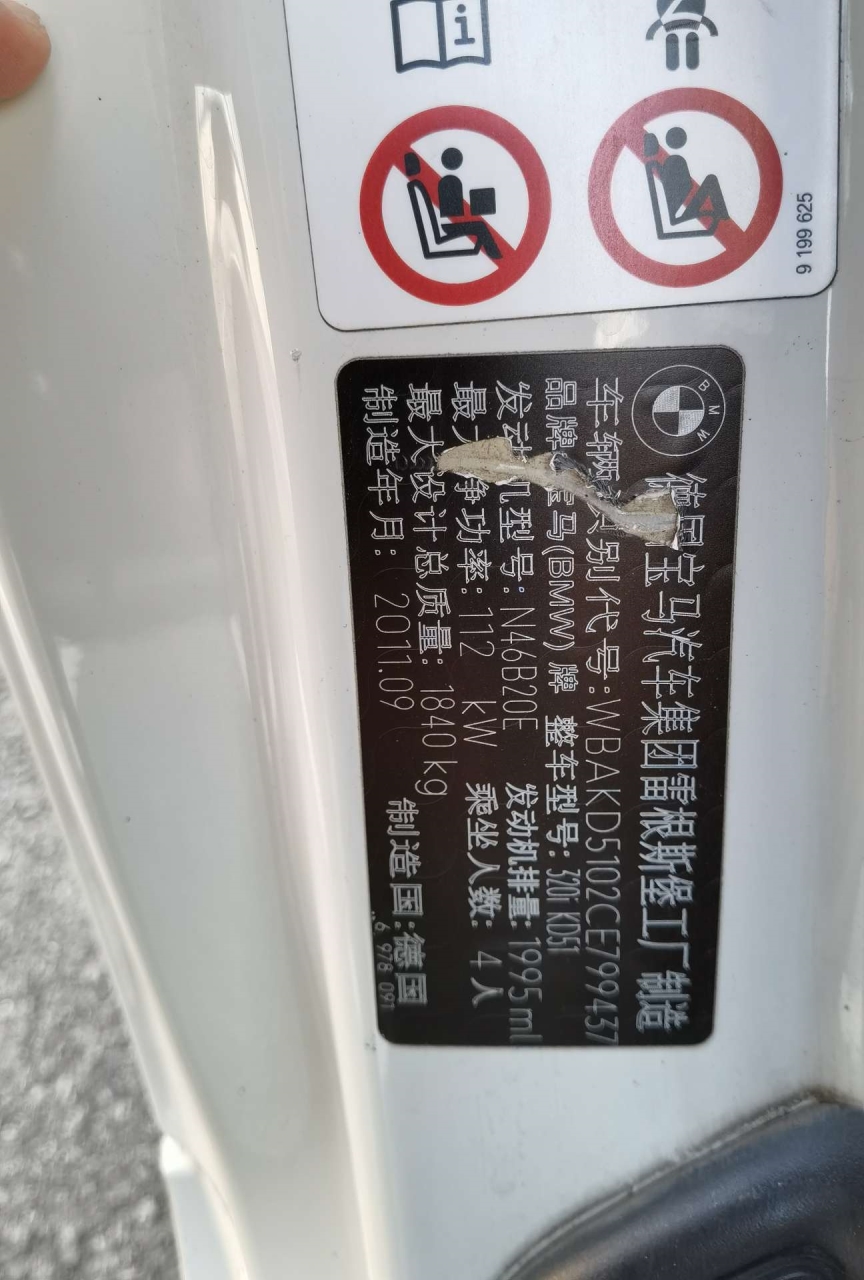 9 199 625
BMW
德国宝马汽车集团雷根斯堡工厂 制造
车辆识别代号:WBAKD5102CE799437
品牌 宝马(BMW)牌 整车型号:320i KD51
发动机型号:N46B20E 发动机排量:1995ml
最大净功率:112 kW 乘坐人数: 4人
最大设计总质量:1840kg
制造年月: 2011.09 制造国:德国
6 978 091